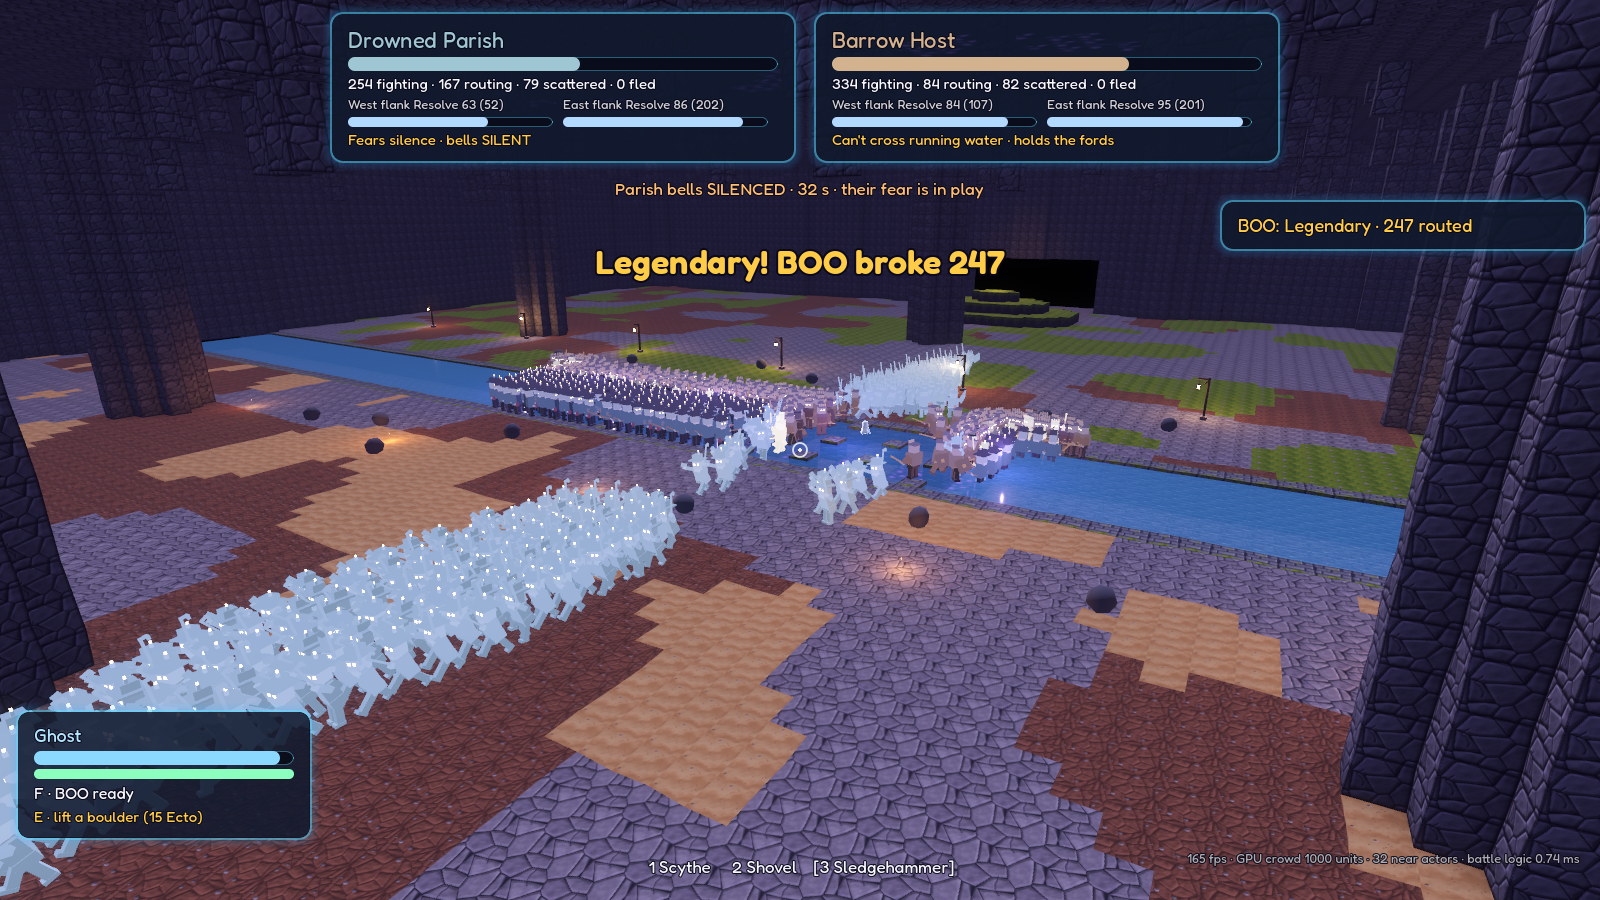 Drowned Parish
254 fighting · 167 routing · 79 scattered · 0 fled
West flank Resolve 63 (52)
East flank Resolve 86 (202)
Fears silence · bells SILENT
Barrow Host
334 fighting · 84 routing · 82 scattered · 0 fled
West flank Resolve 84 (107)
East flank Resolve 95 (201)
Can't cross running water · holds the fords
Parish bells SILENCED · 32 s · their fear is in play
BOO: Legendary · 247 routed
Legendary! BOO broke 247
Ghost
F · BOO ready
E · lift a boulder (15 Ecto)
1 Scythe 2 Shovel [3 Sledgehammer]
165 fps · GPU crowd 1000 units · 32 near actors · battle logic 0.74 ms